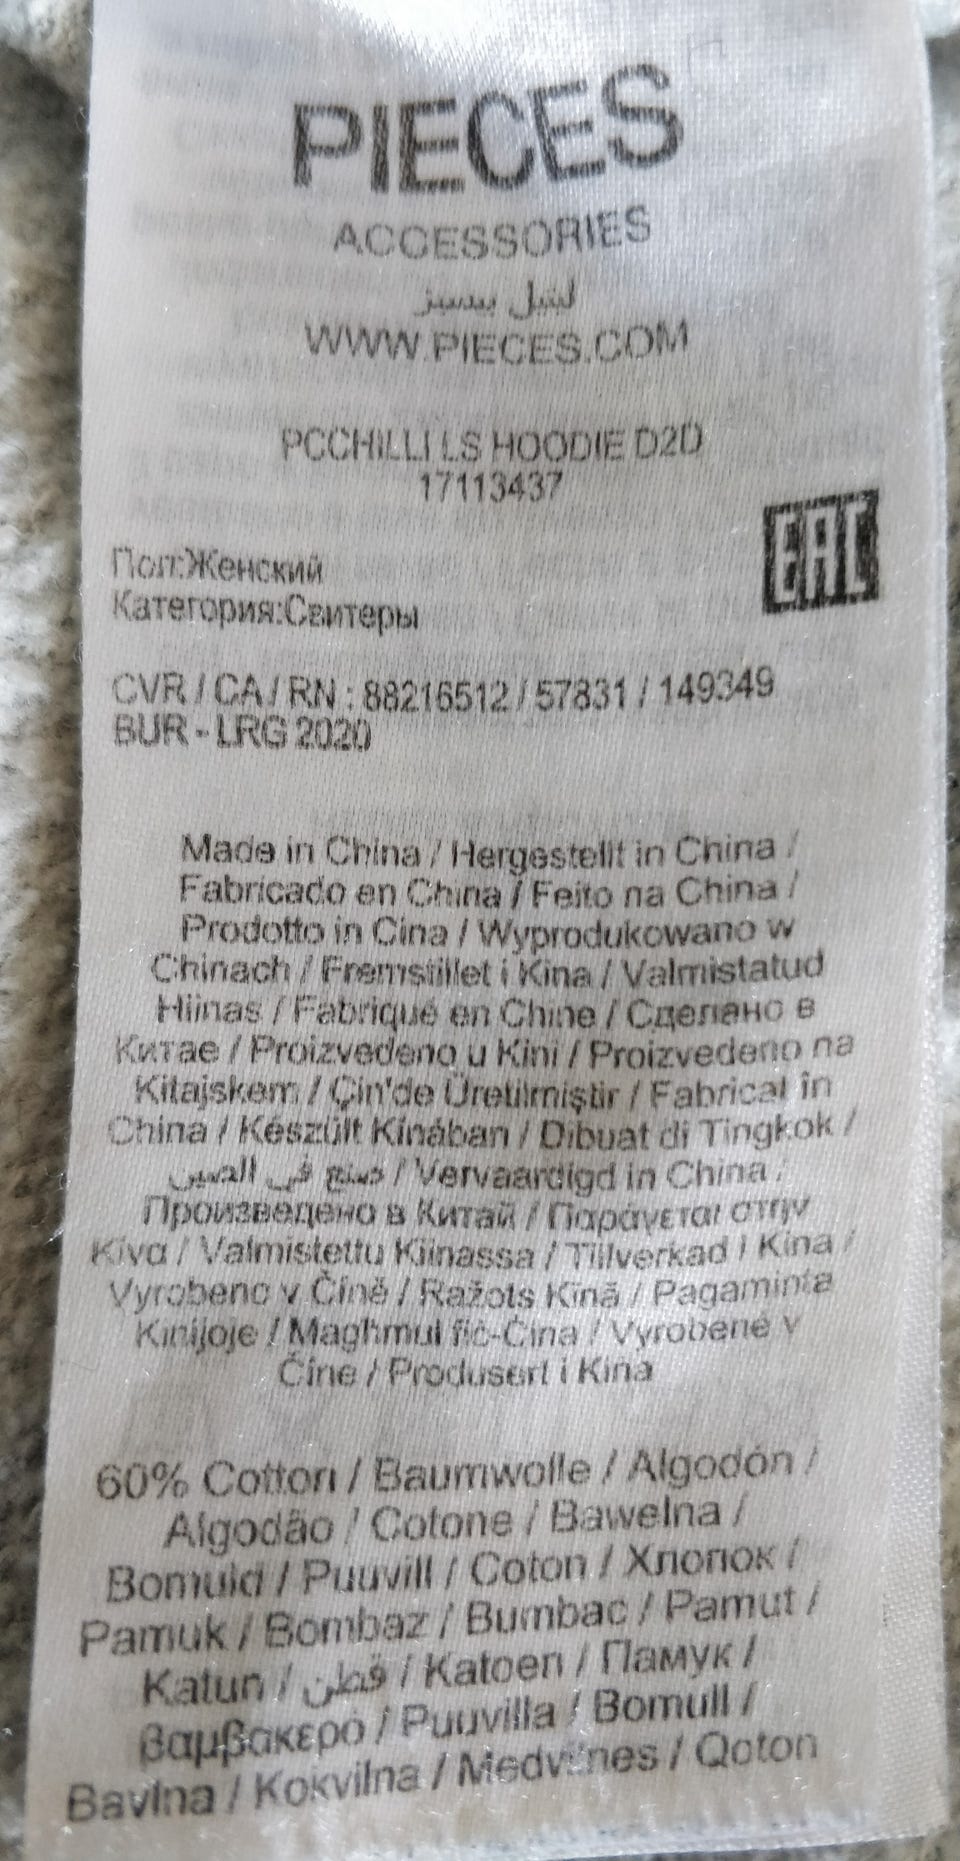 PIECES
ACCESSORIES
ليتيل بيسيز
WWW.PIECES.COM
PCCHILLI LS HOODIE D2D
17113437
EAC
Пол:Женский
Категория:Свитеры
CVR / CA / RN : 88216512 / 57831 / 149349
BUR - LRG 2020
Made in China / Hergestellt in China /
Fabricado en China / Feito na China /
Prodotto in Cina / Wyprodukowano w
Chinach / Fremstillet i Kina / Valmistatud
Hiinas / Fabriqué en Chine / Сделано в
Китае / Proizvedeno u Kini / Proizvedeno na
Kitajskem / Çin'de Üretilmiştir / Fabricat în
China / Készült Kínában / Dibuat di Tingkok /
صنع في الصين / Vervaardigd in China /
Произведено в Китай / Παράγεται στην
Κίνα / Valmistettu Kiinassa / Tillverkad i Kina /
Vyrobeno v Číně / Ražots Ķīnā / Pagaminta
Kinijoje / Maghmul fiċ-Ċina / Vyrobené v
Číne / Produsert i Kina
60% Cotton / Baumwolle / Algodón /
Algodão / Cotone / Bawełna /
Bomuld / Puuvill / Coton / Хлопок /
Pamuk / Bombaž / Bumbac / Pamut /
Katun / قطن / Katoen / Памук /
βαμβακερό / Puuvilla / Bomull /
Bavlna / Kokvilna / Medvilnės / Qoton